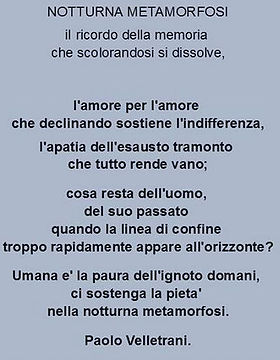 NOTTURNA METAMORFOSI
il ricordo della memoria
che scolorandosi si dissolve,
l'amore per l'amore
che declinando sostiene l'indifferenza,
l'apatia dell'esausto tramonto
che tutto rende vano;
cosa resta dell'uomo,
del suo passato
quando la linea di confine
troppo rapidamente appare all'orizzonte?
Umana e' la paura dell'ignoto domani,
ci sostenga la pieta'
nella notturna metamorfosi.
Paolo Velletrani.